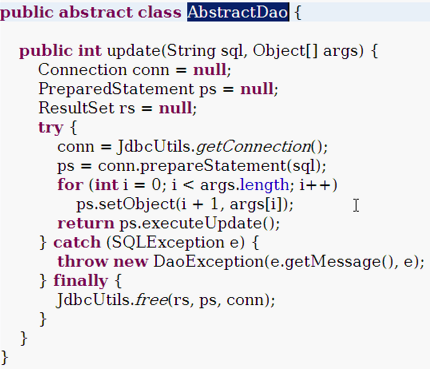 public abstract class AbstractDao {
public int update(String sql, Object[] args) {
Connection conn = null;
PreparedStatement ps = null;
ResultSet rs = null;
try {
conn = JdbcUtils.getConnection();
ps = conn.prepareStatement(sql);
for (int i = 0; i < args.length; i++)
ps.setObject(i + 1, args[i]);
return ps.executeUpdate();
} catch (SQLException e) {
throw new DaoException(e.getMessage(), e);
} finally {
JdbcUtils.free(rs, ps, conn);
}
}
}